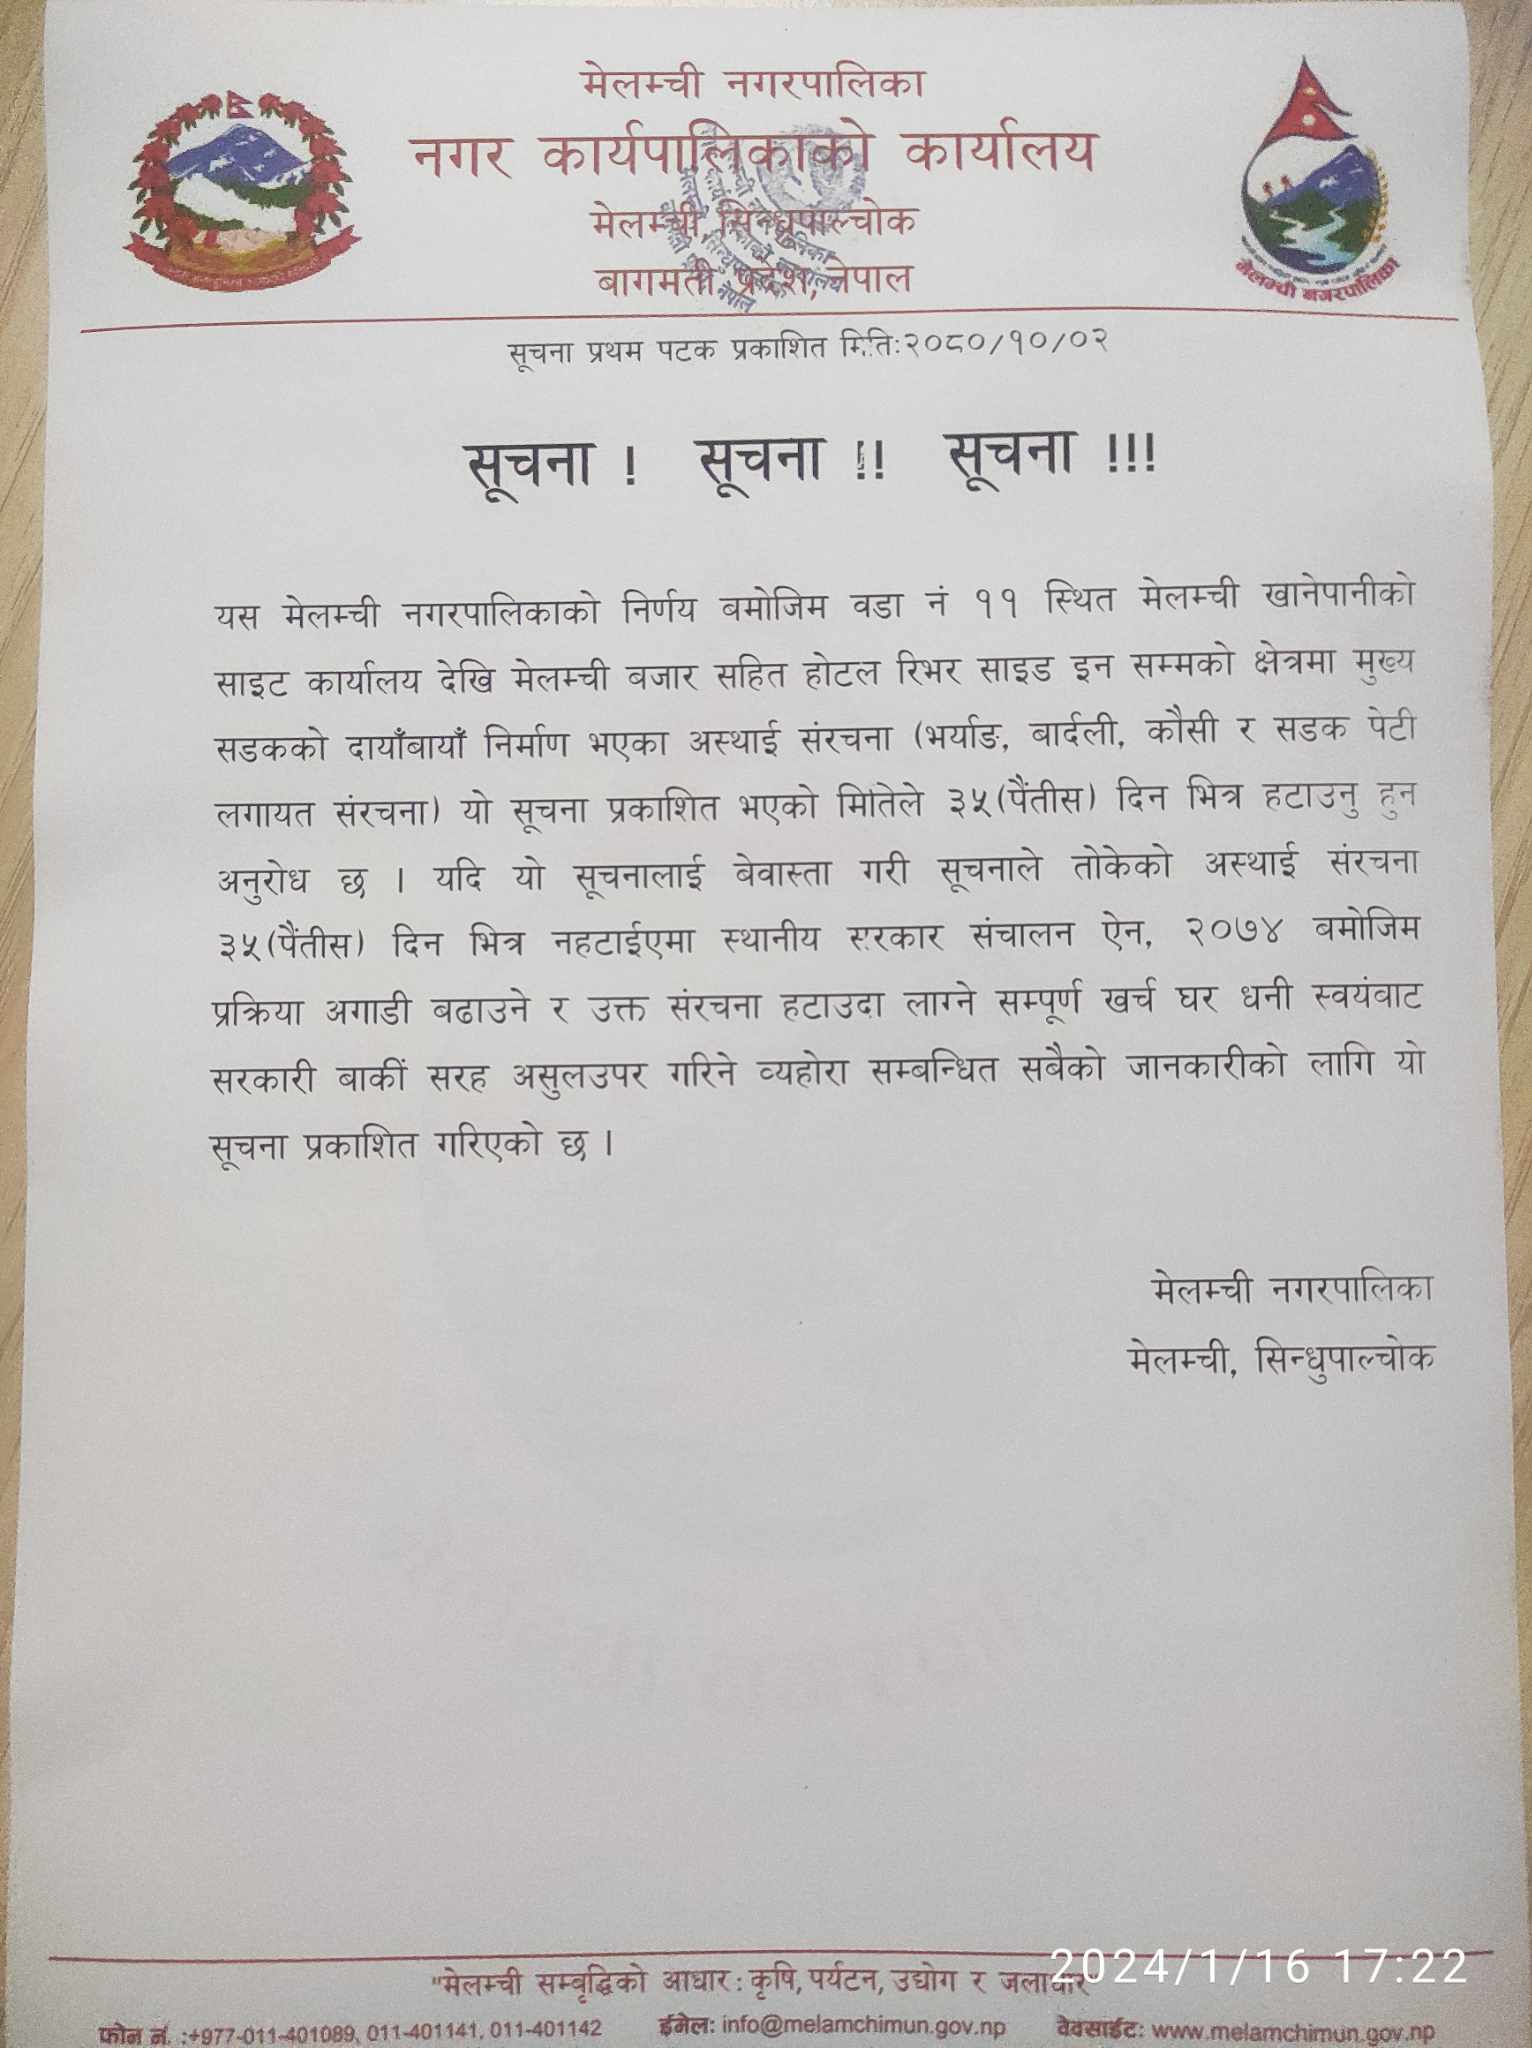 मेलम्ची नगरपालिका
नगर कार्यपालिकाको कार्यालय
मेलम्ची, सिन्धुपाल्चोक
बागमती प्रदेश, नेपाल
मेलम्ची नगरपालिका
सूचना प्रथम पटक प्रकाशित मिति:२०८०/१०/०२
सूचना ! सूचना !! सूचना !!!
यस मेलम्ची नगरपालिकाको निर्णय बमोजिम वडा नं ११ स्थित मेलम्ची खानेपानीको
साइट कार्यालय देखि मेलम्ची बजार सहित होटल रिभर साइड इन सम्मको क्षेत्रमा मुख्य
सडकको दायाँबायाँ निर्माण भएका अस्थाई संरचना (भर्याङ, बार्दली, कौसी र सडक पेटी
लगायत संरचना) यो सूचना प्रकाशित भएको मितिले ३५(पैंतीस) दिन भित्र हटाउनु हुन
अनुरोध छ । यदि यो सूचनालाई बेवास्ता गरी सूचनाले तोकेको अस्थाई संरचना
३५(पैंतीस) दिन भित्र नहटाईएमा स्थानीय सरकार संचालन ऐन, २०७४ बमोजिम
प्रक्रिया अगाडी बढाउने र उक्त संरचना हटाउदा लाग्ने सम्पूर्ण खर्च घर धनी स्वयंबाट
सरकारी बाकीं सरह असुलउपर गरिने व्यहोरा सम्बन्धित सबैको जानकारीको लागि यो
सूचना प्रकाशित गरिएको छ ।
मेलम्ची नगरपालिका
मेलम्ची, सिन्धुपाल्चोक
"मेलम्ची सम्बृद्धिको आधार: कृषि, पर्यटन, उद्योग र जलाधार"
2024/1/16 17:22
फोन नं. :+977-011-401089, 011-401141, 011-401142 ईमेल: info@melamchimun.gov.np वेवसाईट: www.melamchimun.gov.np